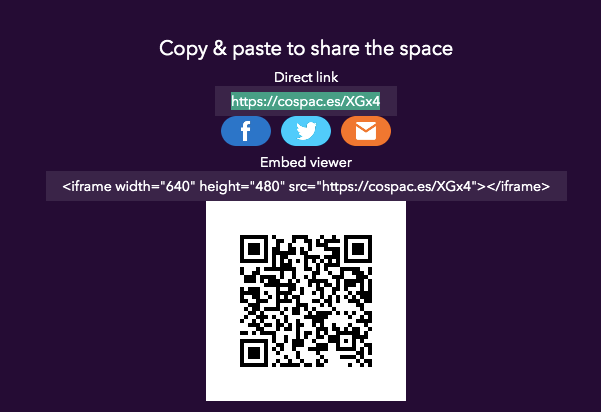 Copy & paste to share the space
Direct link
https://cospac.es/XGx4
Embed viewer
<iframe width="640" height="480" src="https://cospac.es/XGx4"></iframe>